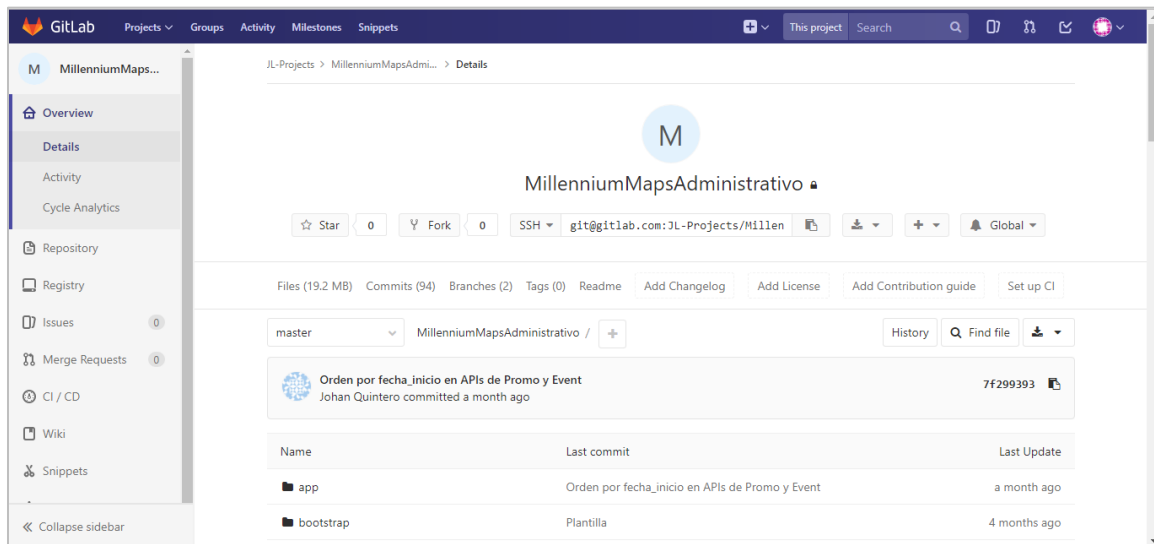 GitLab Projects Groups Activity Milestones Snippets This project Search
M MillenniumMaps...
Overview
Details
Activity
Cycle Analytics
Repository
Registry
Issues 0
Merge Requests 0
CI / CD
Wiki
Snippets
Collapse sidebar
JL-Projects > MillenniumMapsAdmi... > Details
M
MillenniumMapsAdministrativo
Star 0 Fork 0 SSH git@gitlab.com:JL-Projects/Millen Global
Files (19.2 MB) Commits (94) Branches (2) Tags (0) Readme Add Changelog Add License Add Contribution guide Set up CI
master MillenniumMapsAdministrativo / + History Find file
Orden por fecha_inicio en APIs de Promo y Event
Johan Quintero committed a month ago
7f299393
Name Last commit Last Update
app Orden por fecha_inicio en APIs de Promo y Event a month ago
bootstrap Plantilla 4 months ago